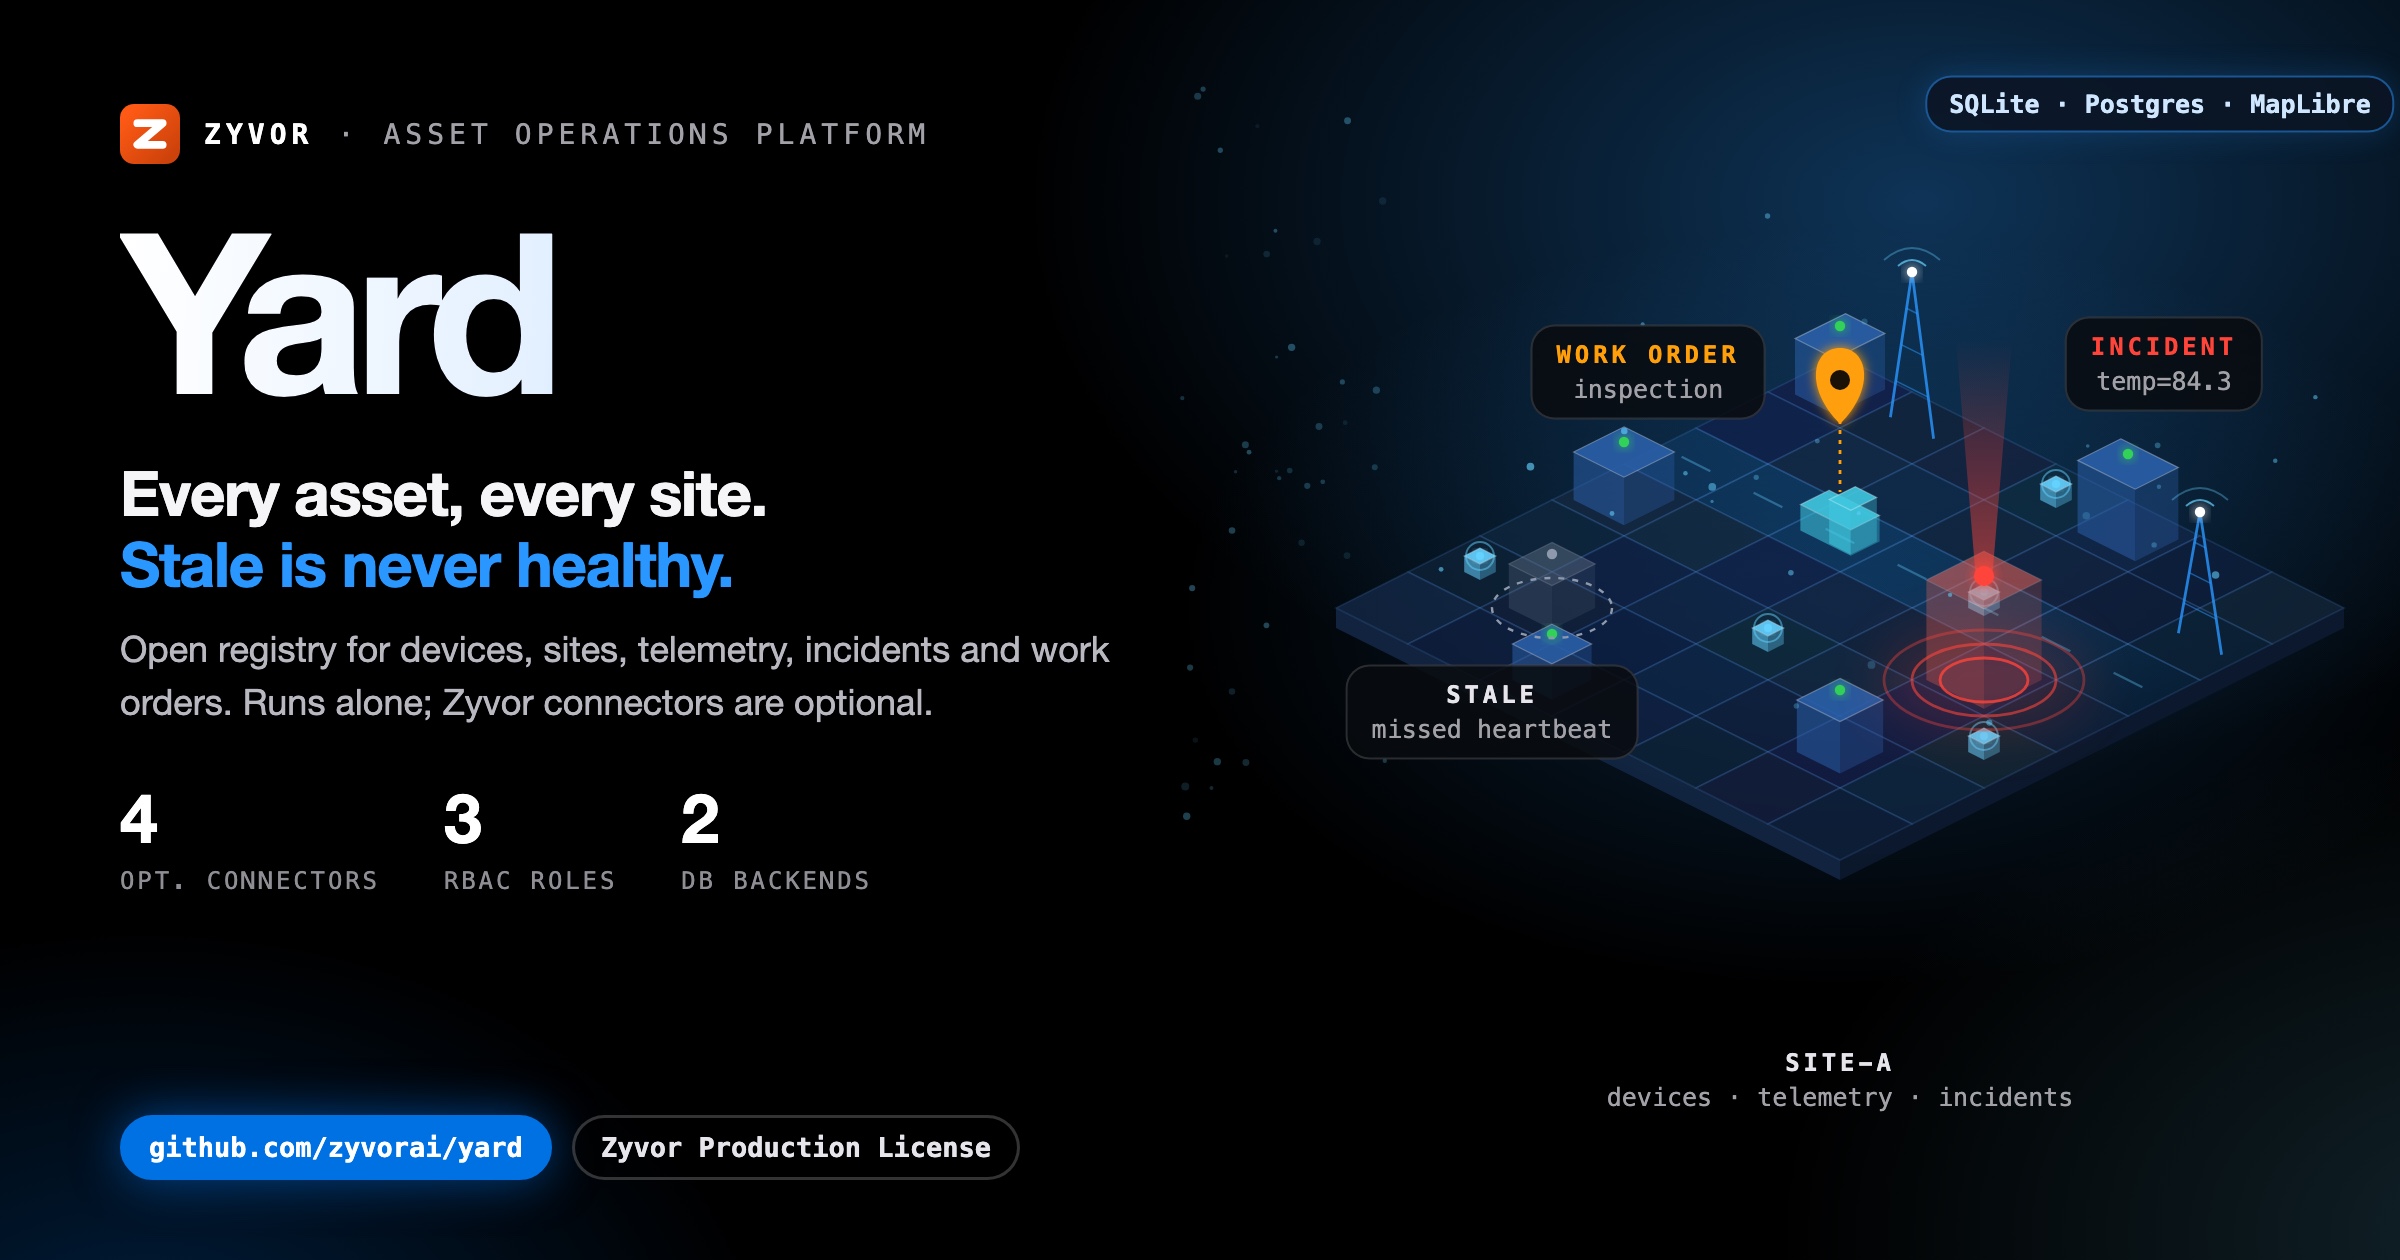 Z ZYVOR · ASSET OPERATIONS PLATFORM
SQLite · Postgres · MapLibre
Yard
Every asset, every site.
Stale is never healthy.
Open registry for devices, sites, telemetry, incidents and work
orders. Runs alone; Zyvor connectors are optional.
4
OPT. CONNECTORS
3
RBAC ROLES
2
DB BACKENDS
github.com/zyvorai/yard
Zyvor Production License
WORK ORDER
inspection
INCIDENT
temp=84.3
STALE
missed heartbeat
SITE-A
devices · telemetry · incidents